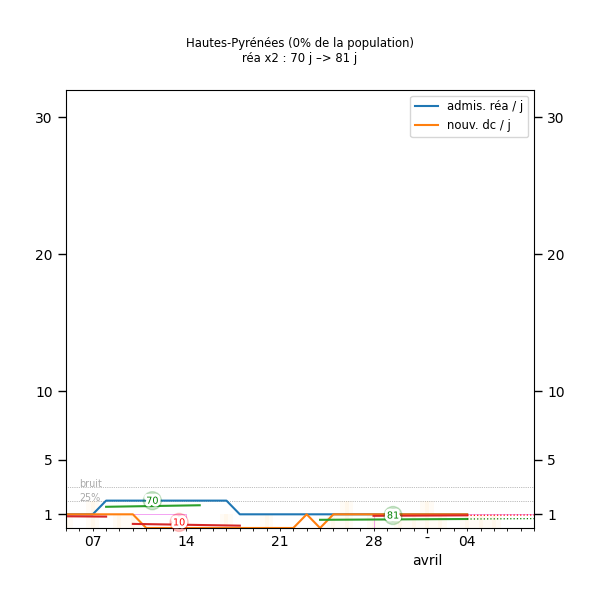 Hautes-Pyrénées (0% de la population)
réa x2 : 70 j –> 81 j
admis. réa / j
nouv. dc / j
30 30
20 20
10 10
5 5
bruit
25%
70
10
81
1 1
07 14 21 28 - 04
avril